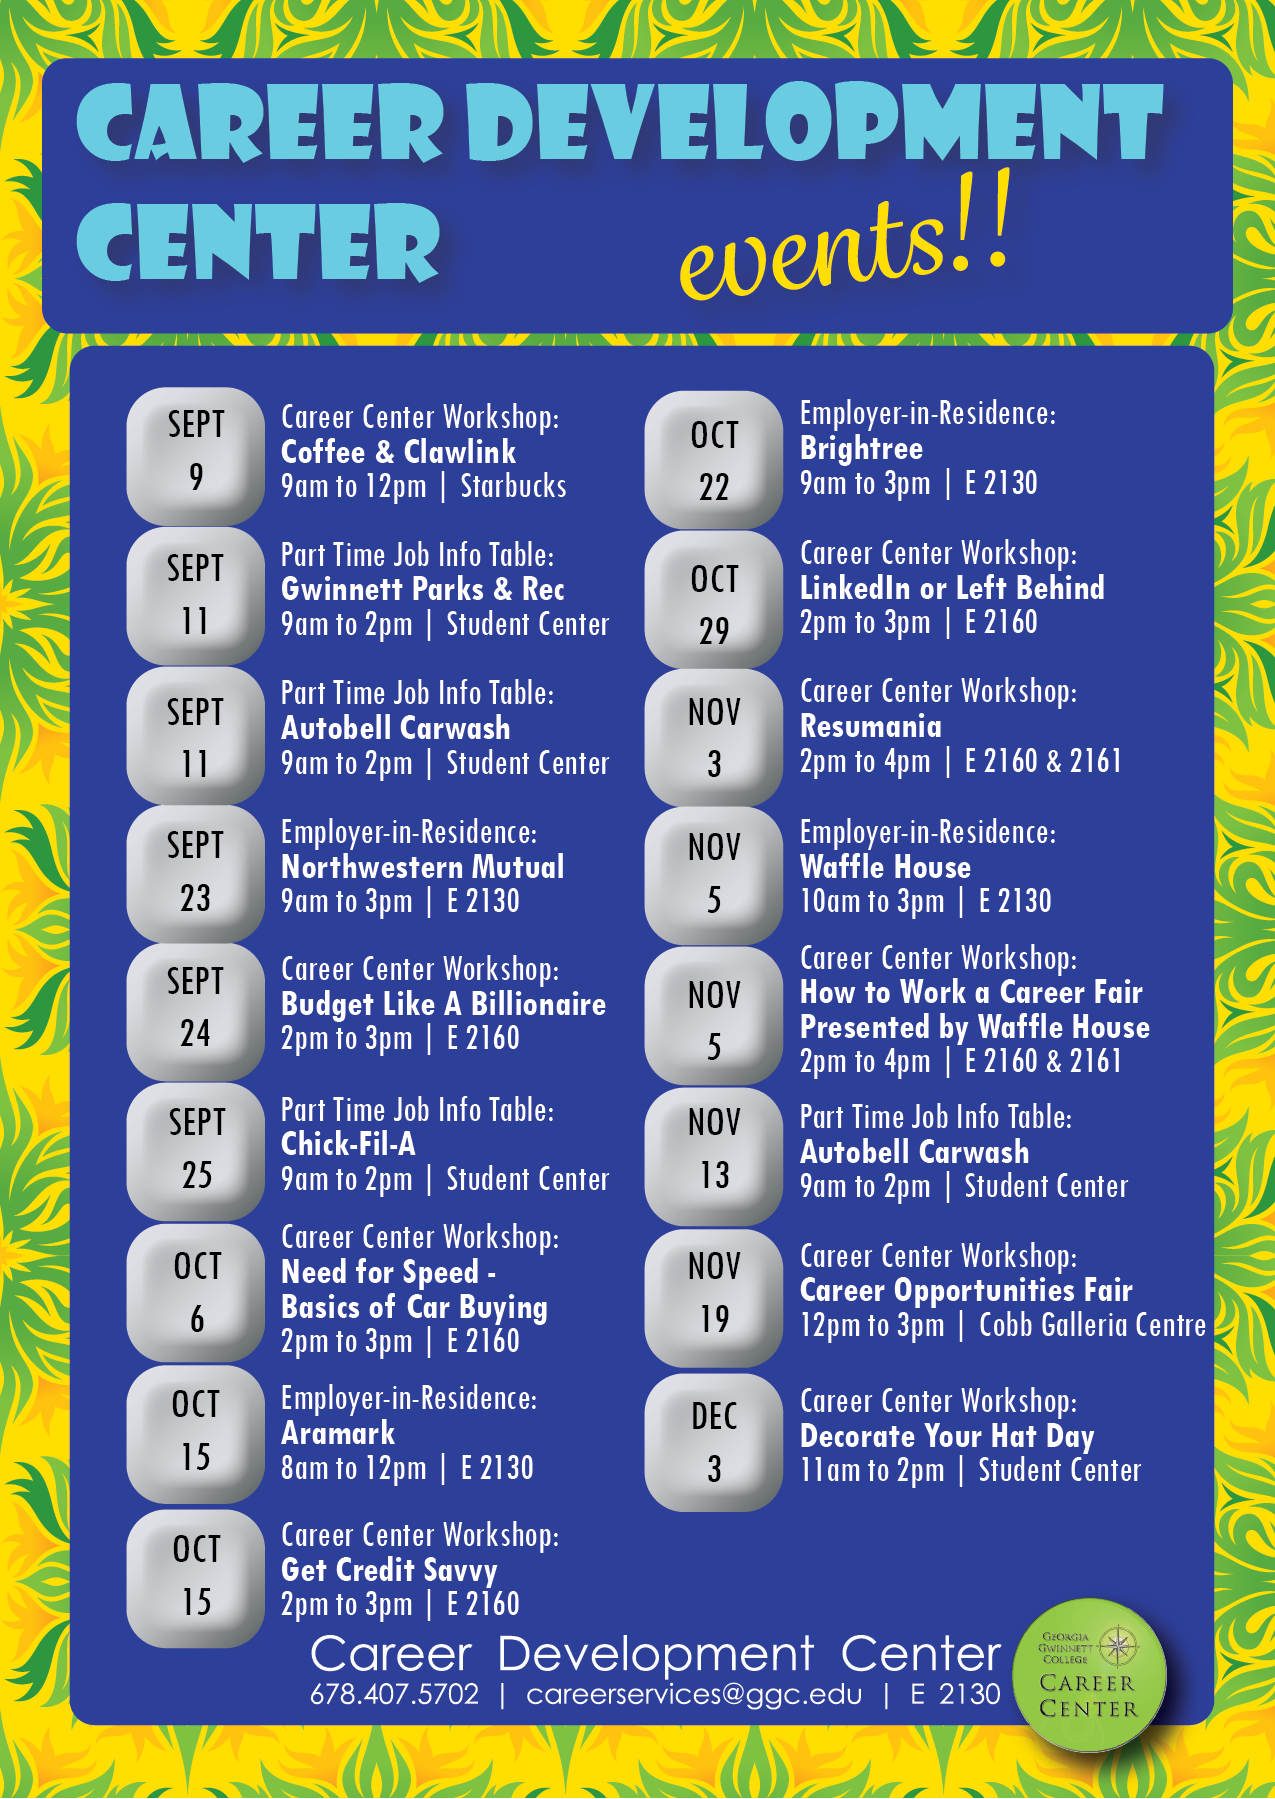 CAREER DEVELOPMENT
CENTER
events!!
SEPT
9
Career Center Workshop:
Coffee & Clawlink
9am to 12pm | Starbucks
SEPT
11
Part Time Job Info Table:
Gwinnett Parks & Rec
9am to 2pm | Student Center
SEPT
11
Part Time Job Info Table:
Autobell Carwash
9am to 2pm | Student Center
SEPT
23
Employer-in-Residence:
Northwestern Mutual
9am to 3pm | E 2130
SEPT
24
Career Center Workshop:
Budget Like A Billionaire
2pm to 3pm | E 2160
SEPT
25
Part Time Job Info Table:
Chick-Fil-A
9am to 2pm | Student Center
OCT
6
Career Center Workshop:
Need for Speed -
Basics of Car Buying
2pm to 3pm | E 2160
OCT
15
Employer-in-Residence:
Aramark
8am to 12pm | E 2130
OCT
15
Career Center Workshop:
Get Credit Savvy
2pm to 3pm | E 2160
OCT
22
Employer-in-Residence:
Brightree
9am to 3pm | E 2130
OCT
29
Career Center Workshop:
LinkedIn or Left Behind
2pm to 3pm | E 2160
NOV
3
Career Center Workshop:
Resumania
2pm to 4pm | E 2160 & 2161
NOV
5
Employer-in-Residence:
Waffle House
10am to 3pm | E 2130
NOV
5
Career Center Workshop:
How to Work a Career Fair
Presented by Waffle House
2pm to 4pm | E 2160 & 2161
NOV
13
Part Time Job Info Table:
Autobell Carwash
9am to 2pm | Student Center
NOV
19
Career Center Workshop:
Career Opportunities Fair
12pm to 3pm | Cobb Galleria Centre
DEC
3
Career Center Workshop:
Decorate Your Hat Day
11am to 2pm | Student Center
Career Development Center
678.407.5702 | careerservices@ggc.edu | E 2130
GEORGIA
GWINNETT
COLLEGE
CAREER
CENTER